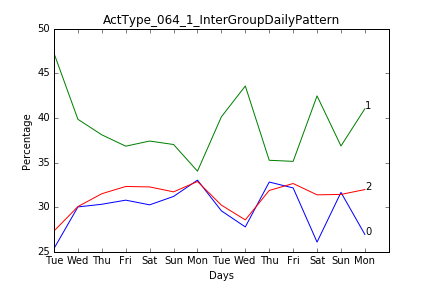 ActType_064_1_InterGroupDailyPattern
50
45
40
35
30
25
Percentage
1
2
0
Tue Wed Thu Fri Sat Sun Mon Tue Wed Thu Fri Sat Sun Mon
Days